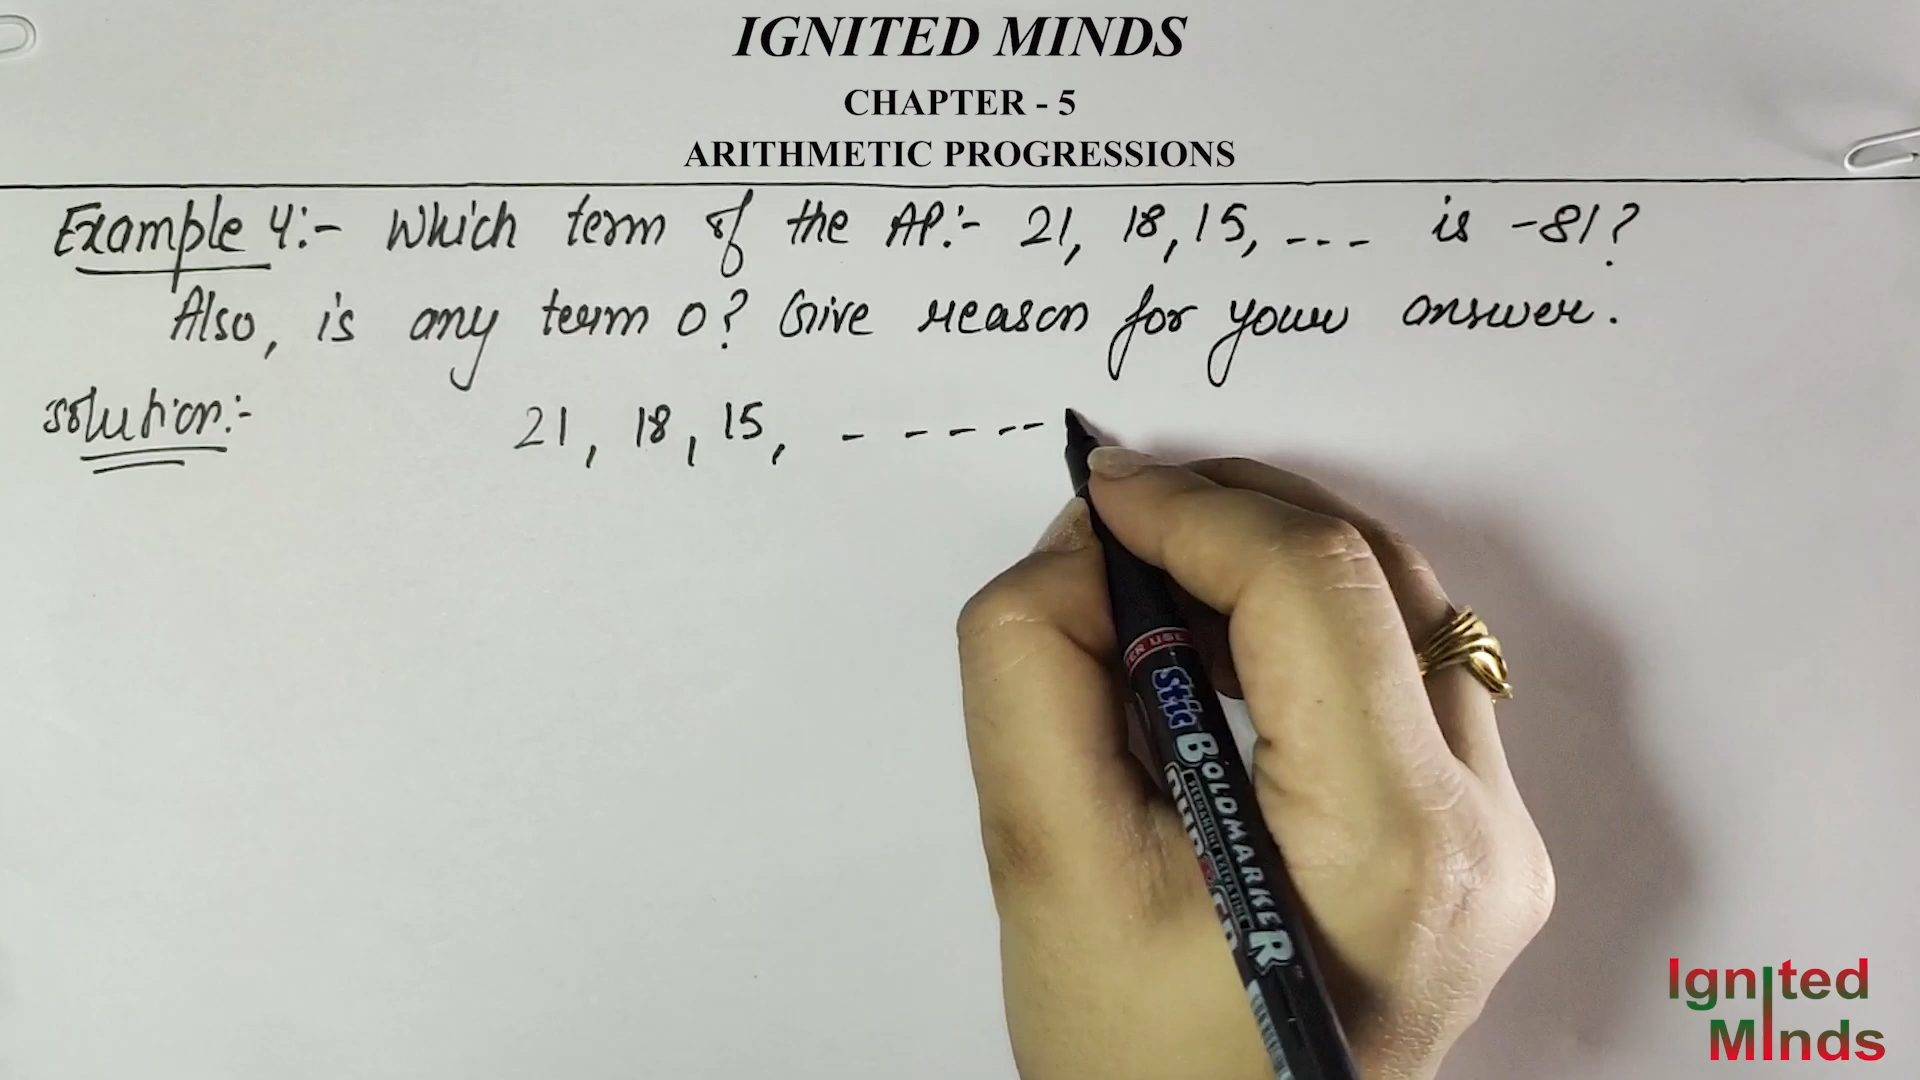 IGNITED MINDS
CHAPTER - 5
ARITHMETIC PROGRESSIONS
Example 4:- Which term of the AP:- 21, 18, 15, --- is -81?
Also, is any term 0? Give reason for your answer.
Solution:- 21, 18, 15, - - - - -
Stic BOLDMARKER
Ignited
Minds